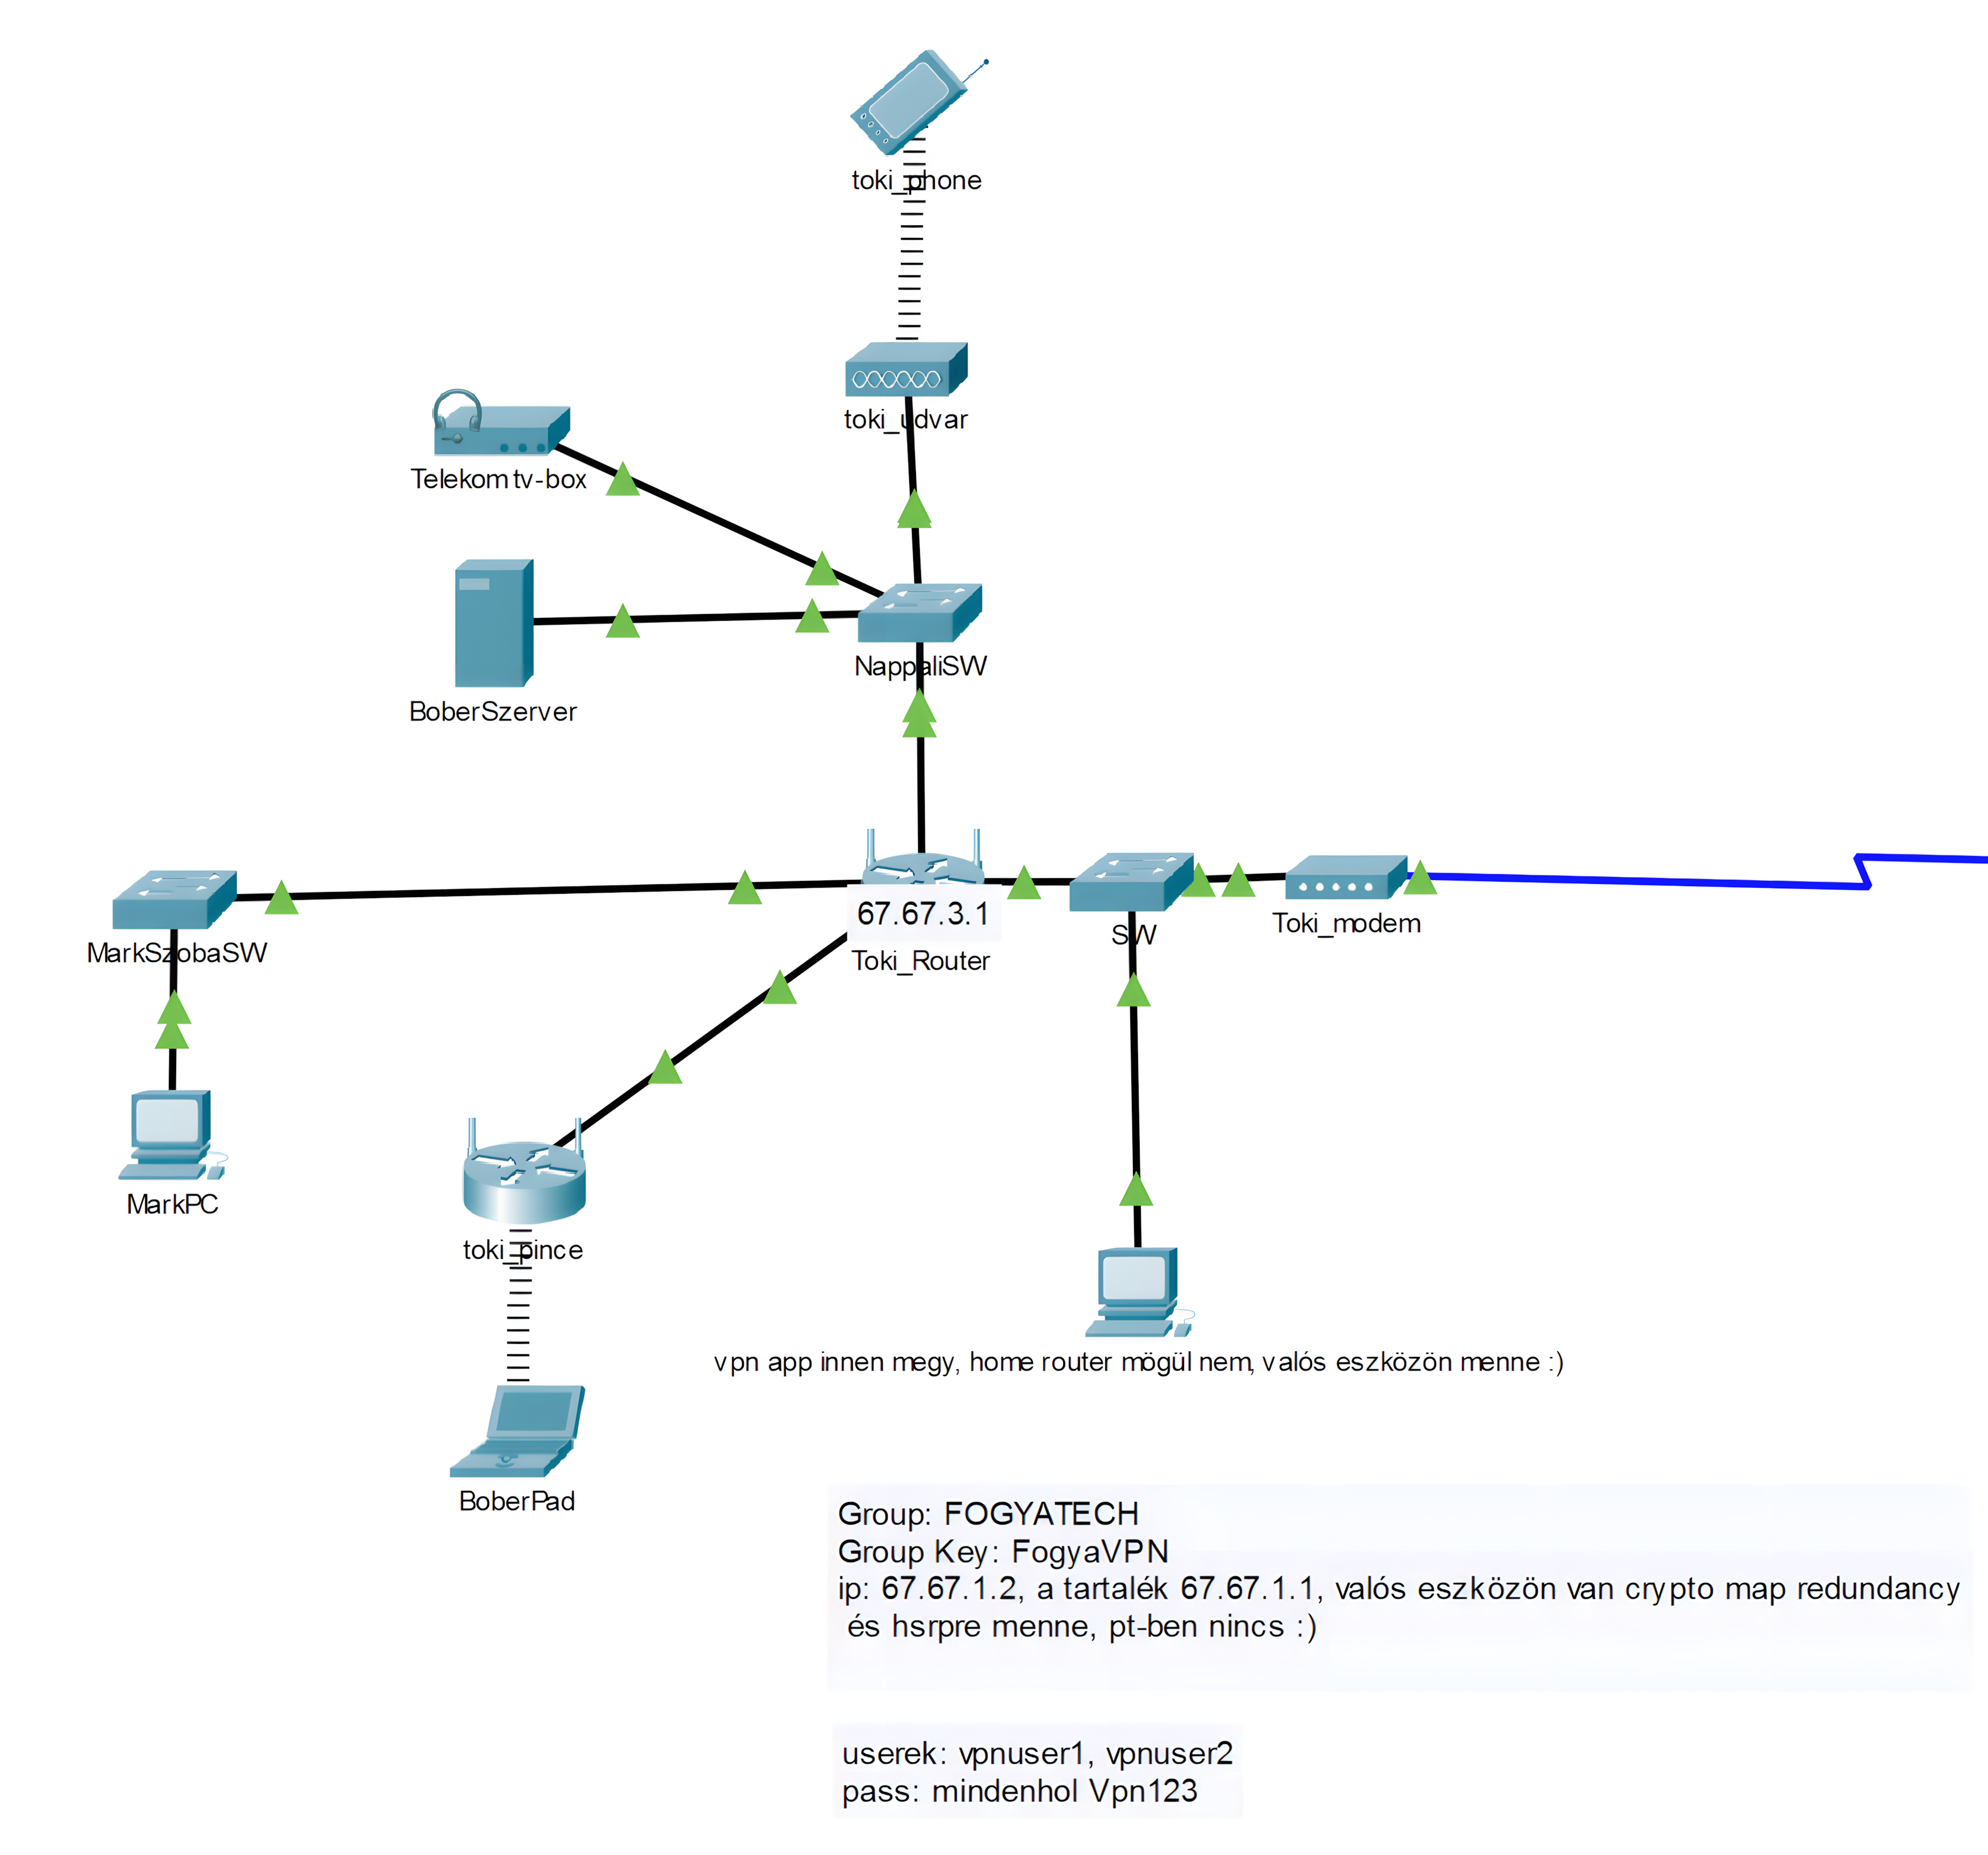 toki_phone
toki_udvar
Telekom tv-box
BoberSzerver
NappaliSW
67.67.3.1
Toki_Router
SW
Toki_modem
MarkSzobaSW
MarkPC
toki_pince
vpn app innen megy, home router mögül nem, valós eszközön menne :)
BoberPad
Group: FOGYATECH
Group Key: FogyaVPN
ip: 67.67.1.2, a tartalék 67.67.1.1, valós eszközön van crypto map redundancy
és hsrpre menne, pt-ben nincs :)
userek: vpnuser1, vpnuser2
pass: mindenhol Vpn123